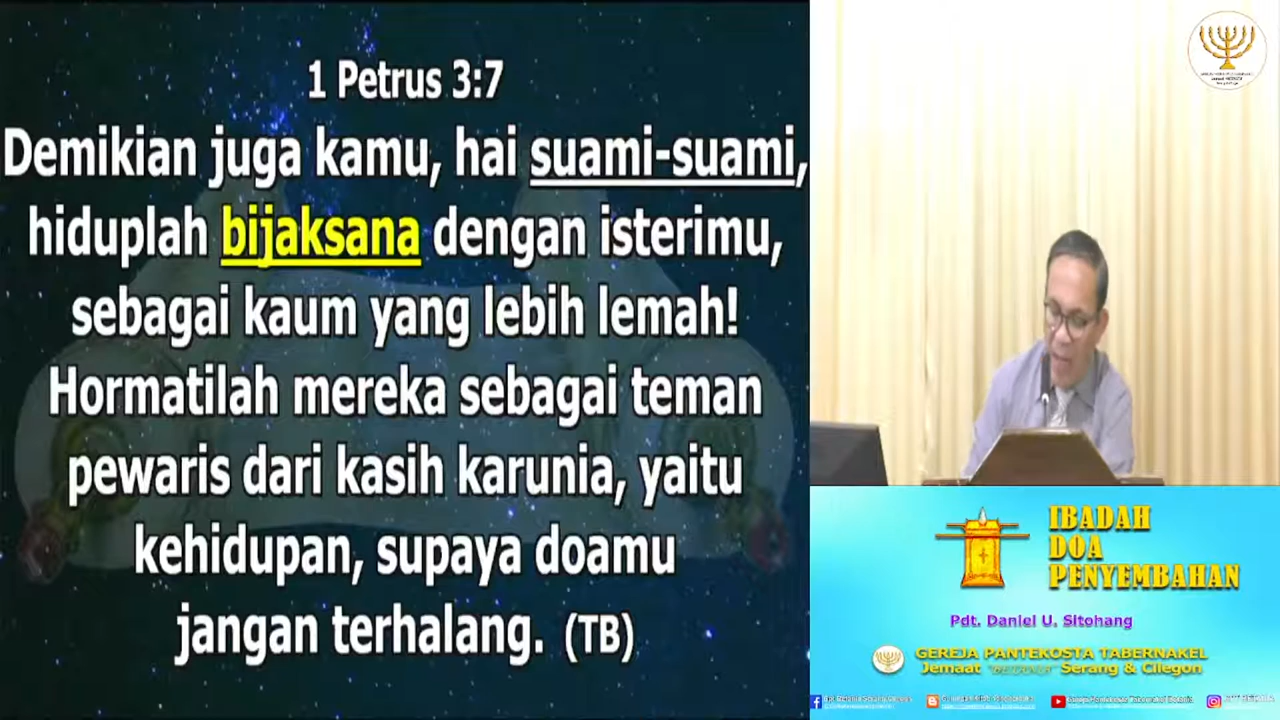 1 Petrus 3:7
Demikian juga kamu, hai suami-suami,
hiduplah bijaksana dengan isterimu,
sebagai kaum yang lebih lemah!
Hormatilah mereka sebagai teman
pewaris dari kasih karunia, yaitu
kehidupan, supaya doamu
jangan terhalang. (TB)
IBADAH
DOA
PENYEMBAHAN
Pdt. Daniel U. Sitohang
GEREJA PANTEKOSTA TABERNAKEL
Jemaat Serang & Cilegon